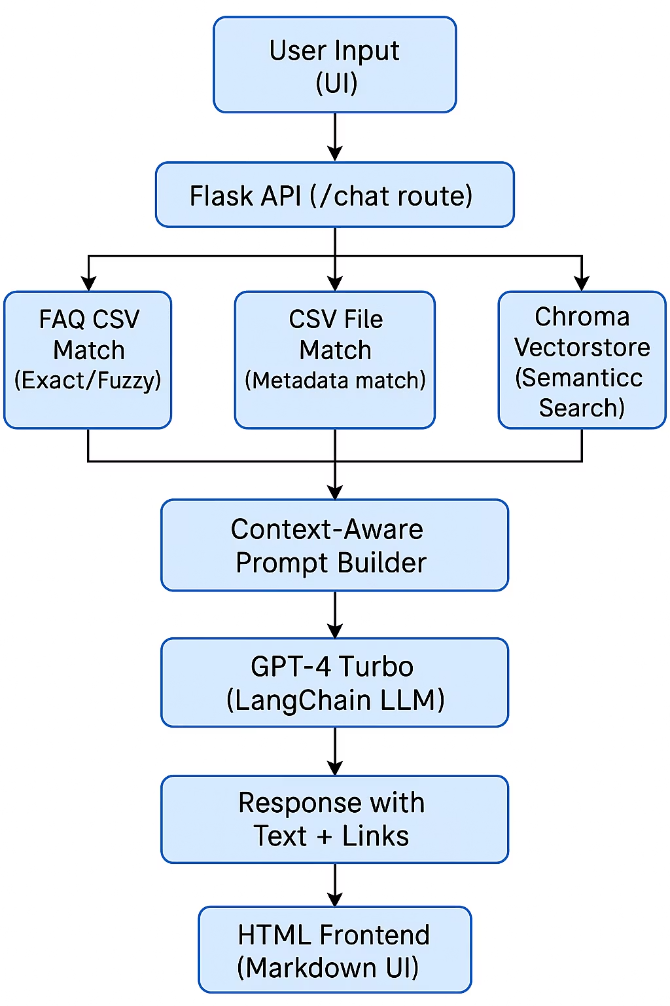 User Input
(UI)
Flask API (/chat route)
FAQ CSV
Match
(Exact/Fuzzy)
CSV File
Match
(Metadata match)
Chroma
Vectorstore
(Semanticc
Search)
Context-Aware
Prompt Builder
GPT-4 Turbo
(LangChain LLM)
Response with
Text + Links
HTML Frontend
(Markdown UI)